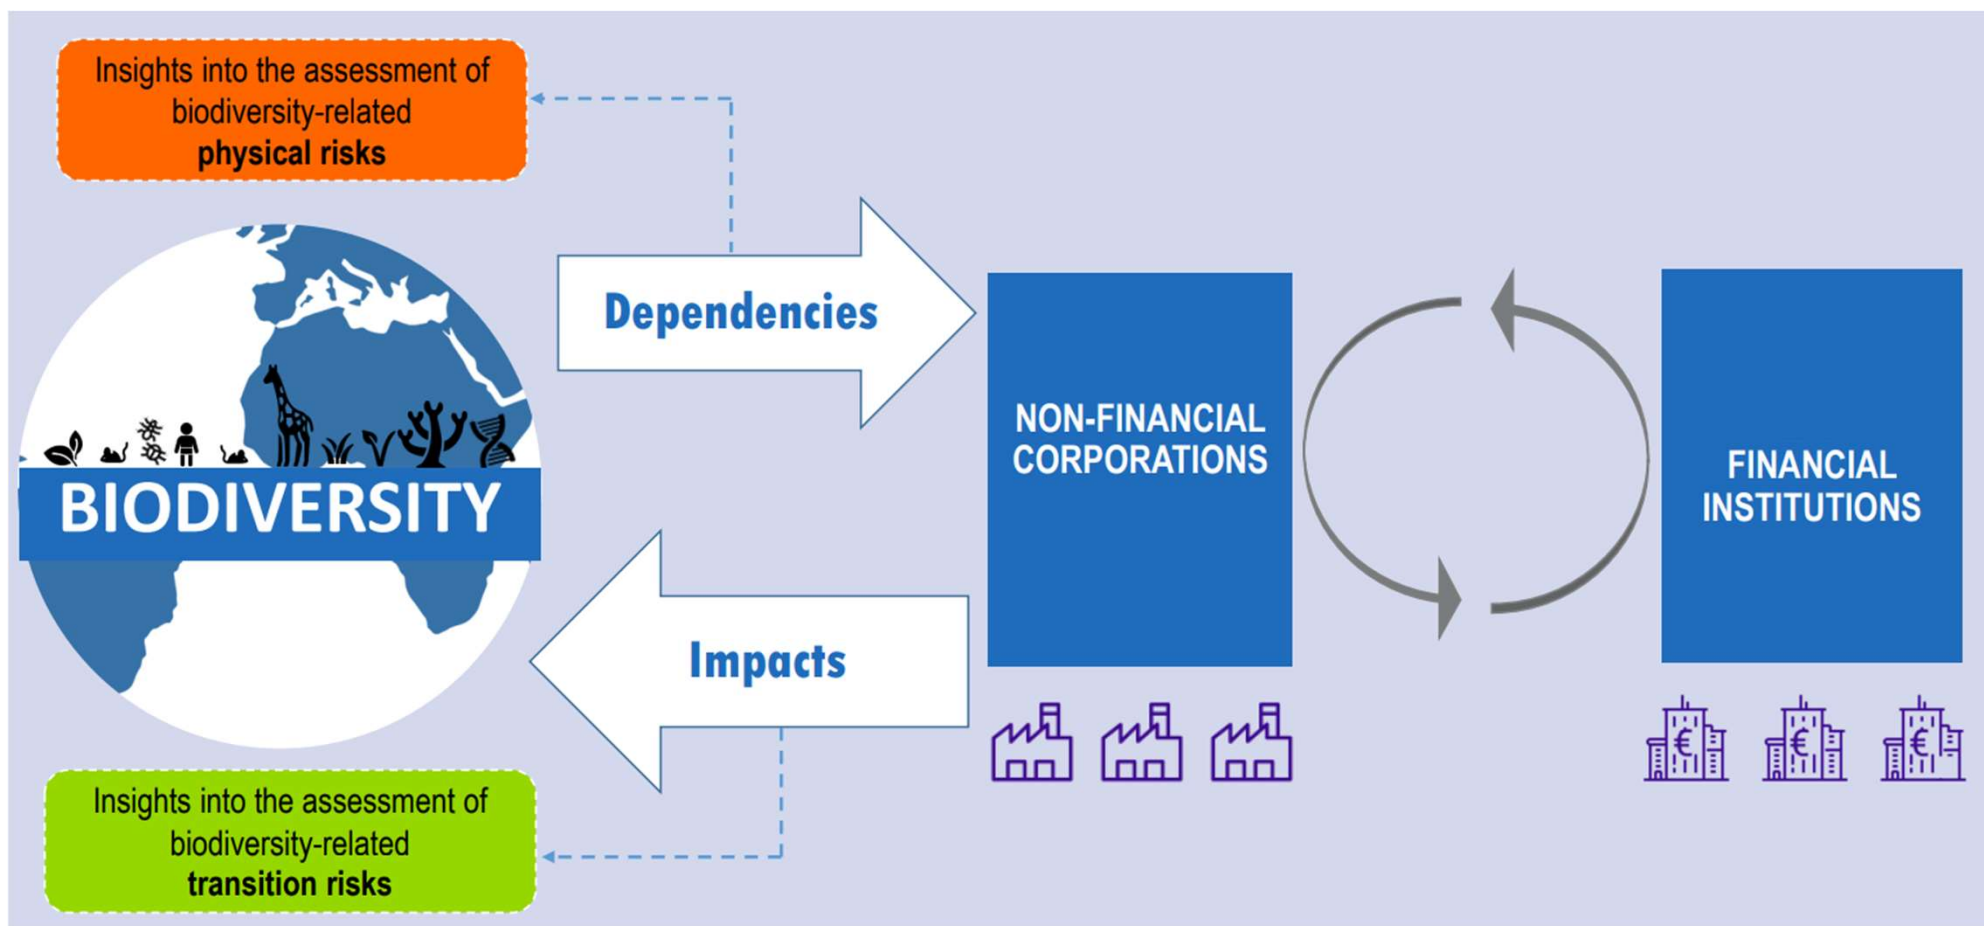 Insights into the assessment of
biodiversity-related
physical risks
Dependencies
BIODIVERSITY
NON-FINANCIAL
CORPORATIONS
FINANCIAL
INSTITUTIONS
Impacts
€
€
€
Insights into the assessment of
biodiversity-related
transition risks